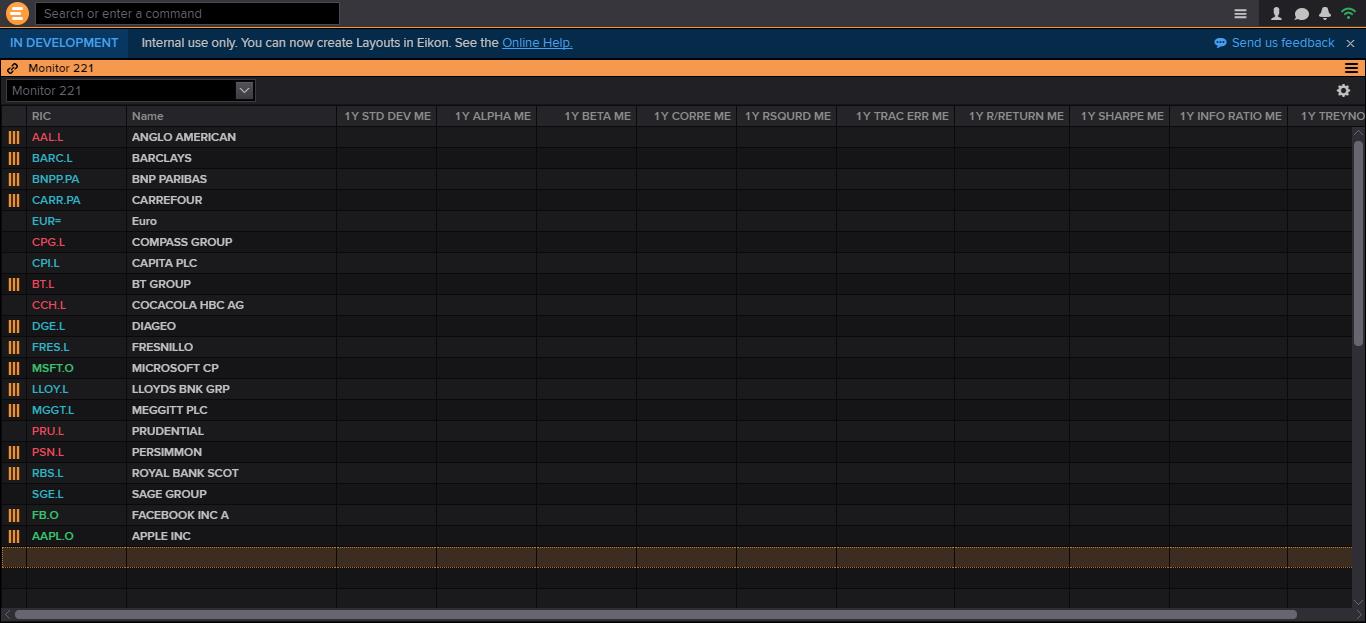 Search or enter a command
IN DEVELOPMENT Internal use only. You can now create Layouts in Eikon. See the Online Help. Send us feedback
Monitor 221
Monitor 221
RIC Name 1Y STD DEV ME 1Y ALPHA ME 1Y BETA ME 1Y CORRE ME 1Y RSQURD ME 1Y TRAC ERR ME 1Y R/RETURN ME 1Y SHARPE ME 1Y INFO RATIO ME 1Y TREYNO
AAL.L ANGLO AMERICAN
BARC.L BARCLAYS
BNPP.PA BNP PARIBAS
CARR.PA CARREFOUR
EUR= Euro
CPG.L COMPASS GROUP
CPI.L CAPITA PLC
BT.L BT GROUP
CCH.L COCACOLA HBC AG
DGE.L DIAGEO
FRES.L FRESNILLO
MSFT.O MICROSOFT CP
LLOY.L LLOYDS BNK GRP
MGGT.L MEGGITT PLC
PRU.L PRUDENTIAL
PSN.L PERSIMMON
RBS.L ROYAL BANK SCOT
SGE.L SAGE GROUP
FB.O FACEBOOK INC A
AAPL.O APPLE INC